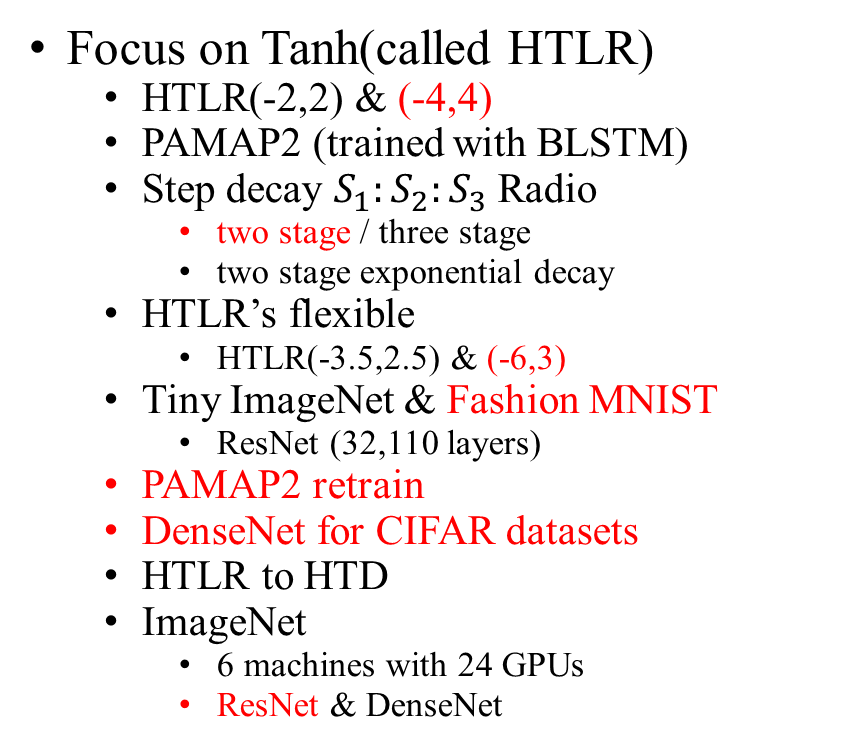 • Focus on Tanh(called HTLR)
• HTLR(-2,2) & (-4,4)
• PAMAP2 (trained with BLSTM)
• Step decay 𝑆₁:𝑆₂:𝑆₃ Radio
• two stage / three stage
• two stage exponential decay
• HTLR’s flexible
• HTLR(-3.5,2.5) & (-6,3)
• Tiny ImageNet & Fashion MNIST
• ResNet (32,110 layers)
• PAMAP2 retrain
• DenseNet for CIFAR datasets
• HTLR to HTD
• ImageNet
• 6 machines with 24 GPUs
• ResNet & DenseNet